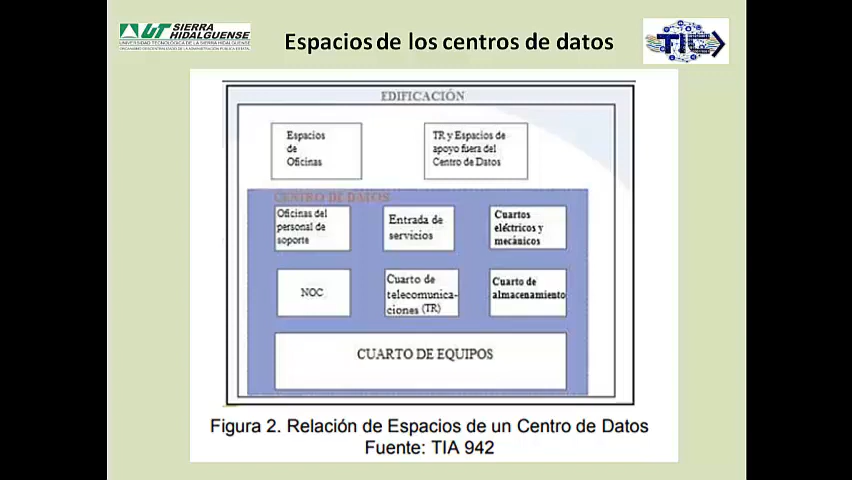 UT SIERRA
HIDALGUENSE
UNIVERSIDAD TECNOLÓGICA DE LA SIERRA HIDALGUENSE
Espacios de los centros de datos
TIC
EDIFICACIÓN
Espacios
de
Oficinas
TR y Espacios de
apoyo fuera del
Centro de Datos
CENTRO DE DATOS
Oficinas del
personal de
soporte
Entrada de
servicios
Cuartos
eléctricos y
mecánicos
NOC
Cuarto de
telecomunica-
ciones (TR)
Cuarto de
almacenamiento
CUARTO DE EQUIPOS
Figura 2. Relación de Espacios de un Centro de Datos
Fuente: TIA 942